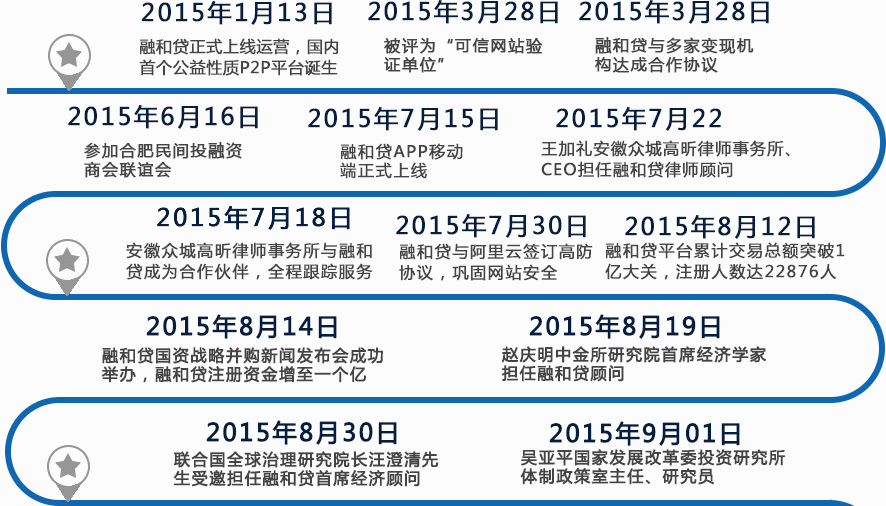 2015年1月13日
融和贷正式上线运营，国内
首个公益性质P2P平台诞生
2015年3月28日
被评为“可信网站验
证单位”
2015年3月28日
融和贷与多家变现机
构达成合作协议
2015年6月16日
参加合肥民间投融资
商会联谊会
2015年7月15日
融和贷APP移动
端正式上线
2015年7月22
王加礼安徽众城高昕律师事务所、
CEO担任融和贷律师顾问
2015年7月18日
安徽众城高昕律师事务所与融和
贷成为合作伙伴，全程跟踪服务
2015年7月30日
融和贷与阿里云签订高防
协议，巩固网站安全
2015年8月12日
融和贷平台累计交易总额突破1
亿大关，注册人数达22876人
2015年8月14日
融和贷国资战略并购新闻发布会成功
举办，融和贷注册资金增至一个亿
2015年8月19日
赵庆明中金所研究院首席经济学家
担任融和贷顾问
2015年8月30日
联合国全球治理研究院长汪澄清先
生受邀担任融和贷首席经济顾问
2015年9月01日
吴亚平国家发展改革委投资研究所
体制政策室主任、研究员